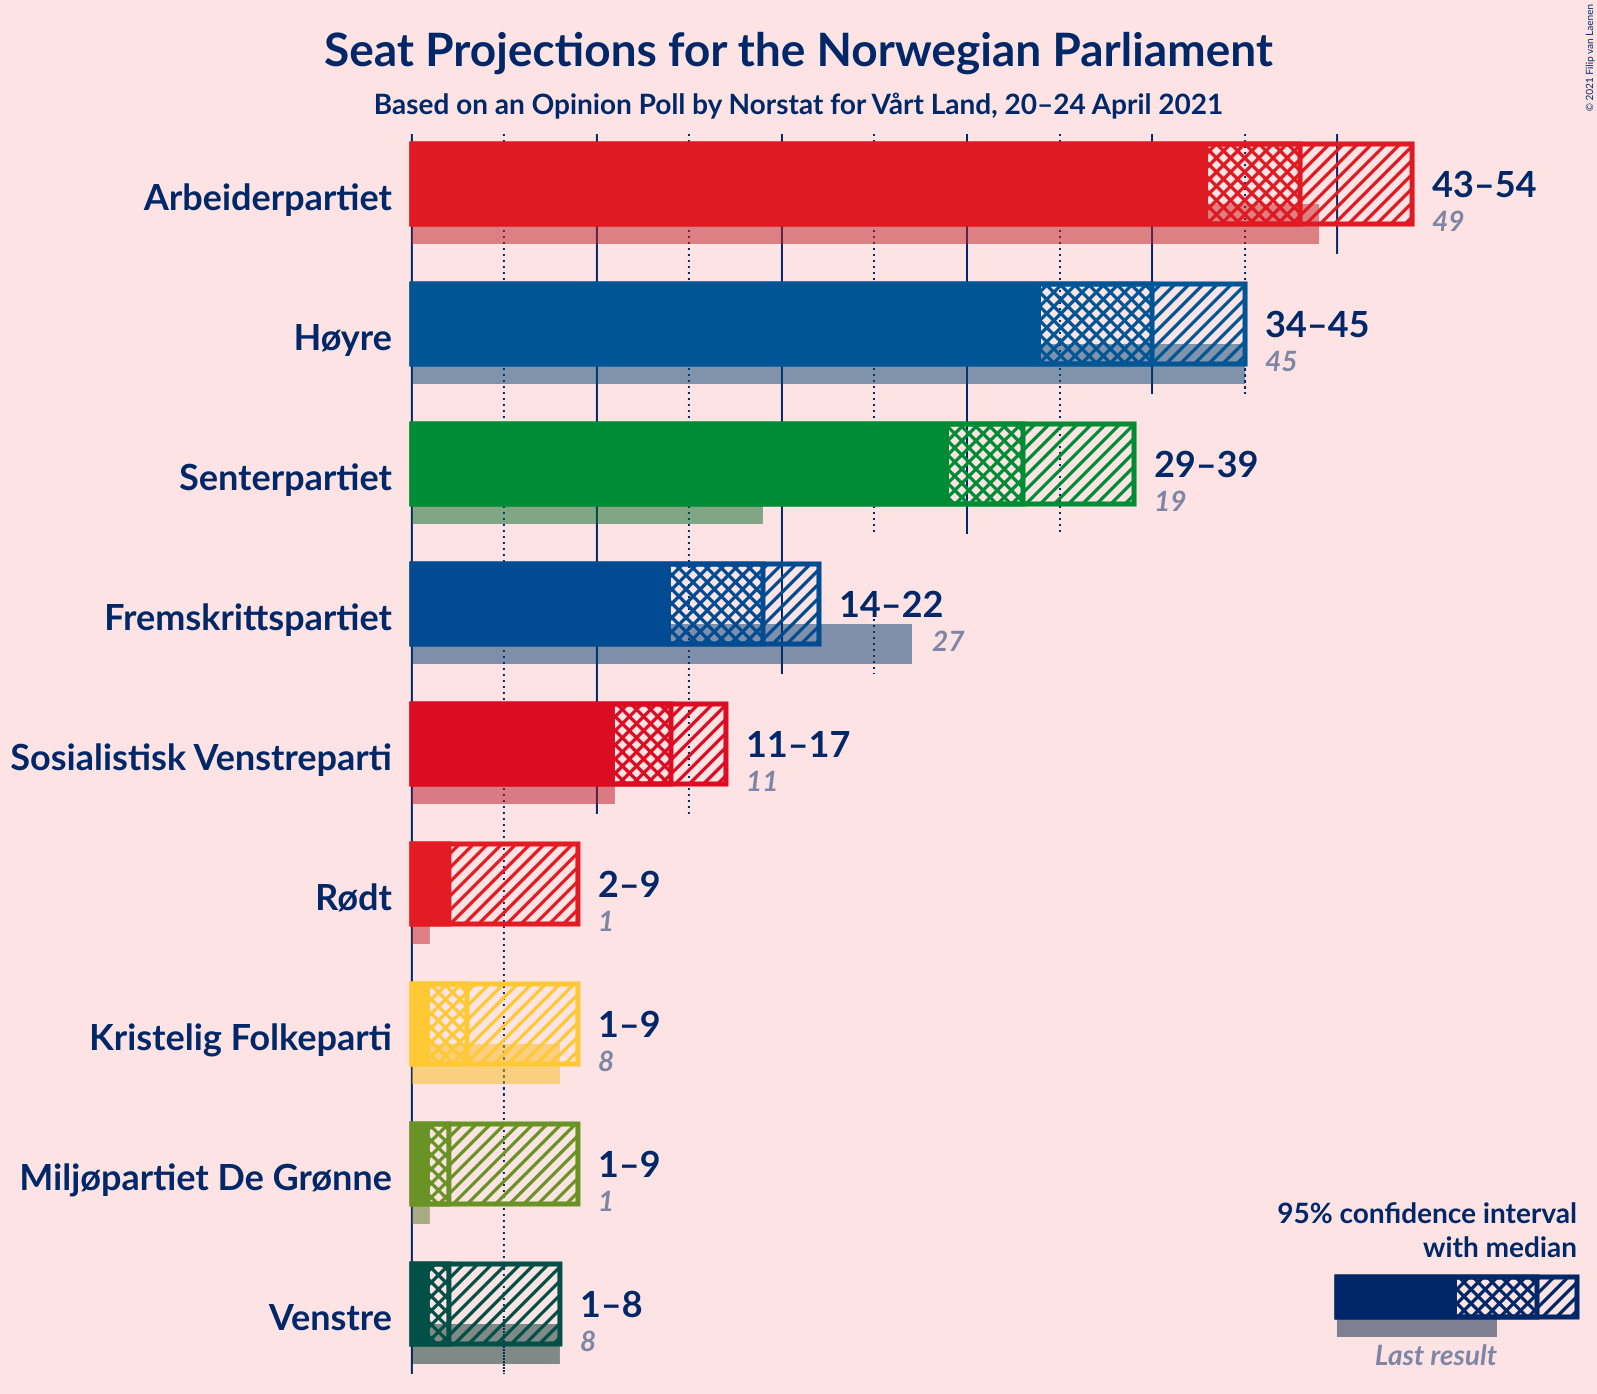 Seat Projections for the Norwegian Parliament
Based on an Opinion Poll by Norstat for Vårt Land, 20–24 April 2021
© 2021 Filip van Laenen
Arbeiderpartiet
43–54
49
Høyre
34–45
45
Senterpartiet
29–39
19
Fremskrittspartiet
14–22
27
Sosialistisk Venstreparti
11–17
11
Rødt
2–9
1
Kristelig Folkeparti
1–9
8
Miljøpartiet De Grønne
1–9
1
Venstre
1–8
8
95% confidence interval
with median
Last result